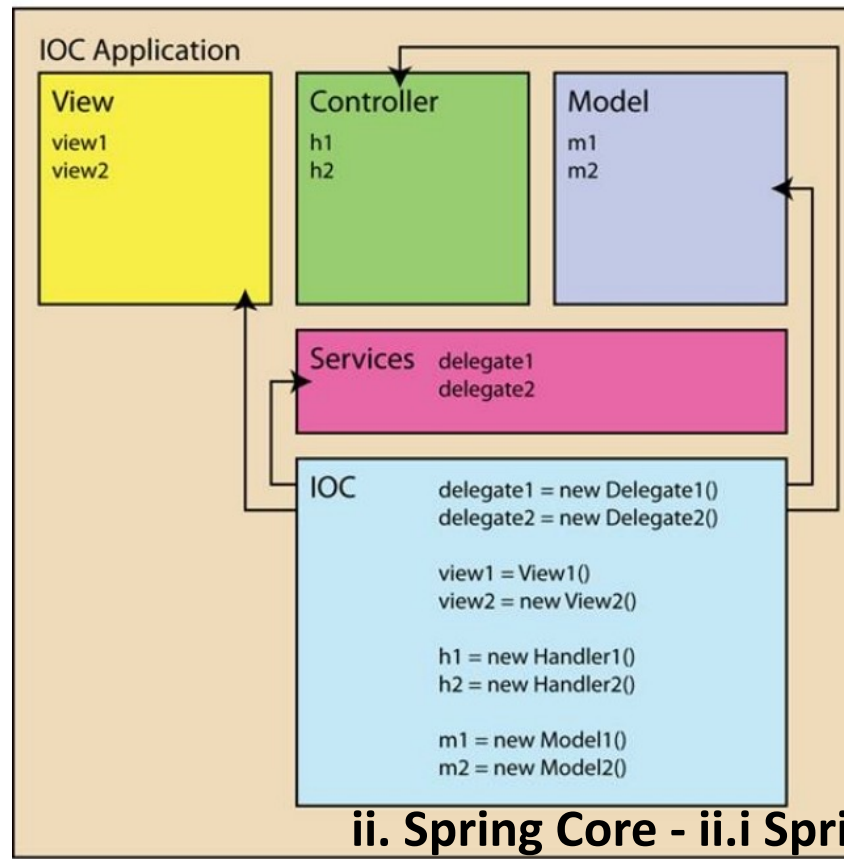 IOC Application
View
view1
view2
Controller
h1
h2
Model
m1
m2
Services
delegate1
delegate2
IOC
delegate1 = new Delegate1()
delegate2 = new Delegate2()
view1 = View1()
view2 = new View2()
h1 = new Handler1()
h2 = new Handler2()
m1 = new Model1()
m2 = new Model2()
ii. Spring Core - ii.i